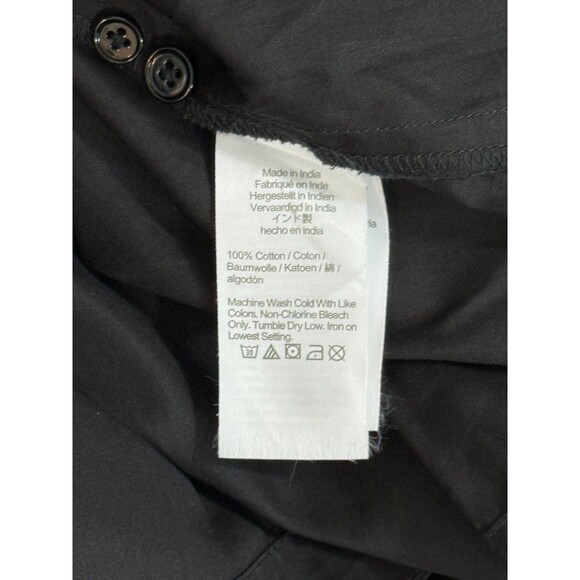 Made in India
Fabriqué en Inde
Hergestellt in Indien
Vervaardigd in India
インド製
hecho en india
100% Cotton / Coton /
Baumwolle / Katoen / 綿 /
algodón
Machine Wash Cold With Like
Colors. Non-Chlorine Bleach
Only. Tumble Dry Low. Iron on
Lowest Setting.
30